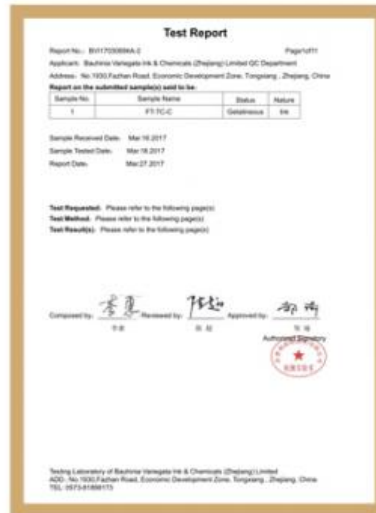 Test Report
Report No.: BVI1703069HA-2 Page1of11
Applicant: Bauhinia Variegata Ink & Chemicals (Zhejiang) Limited QC Department
Address: No.1930,Fazhan Road, Economic Development Zone, Tongxiang , Zhejiang, China
Report on the submitted sample(s) said to be:
Sample No. Sample Name Status Nature
1 FT-TC-C Gelatineous Ink
Sample Received Date: Mar.16.2017
Sample Tested Date: Mar.18.2017
Report Date: Mar.27.2017
Test Requested: Please refer to the following page(s)
Test Method: Please refer to the following page(s)
Test Result(s): Please refer to the following page(s)
Composed by: Reviewed by: Approved by:
Authorized Signatory
Testing Laboratory of Bauhinia Variegata Ink & Chemicals (Zhejiang) Limited
ADD: No.1930,Fazhan Road, Economic Development Zone, Tongxiang , Zhejiang, China
TEL: 0573-81898173